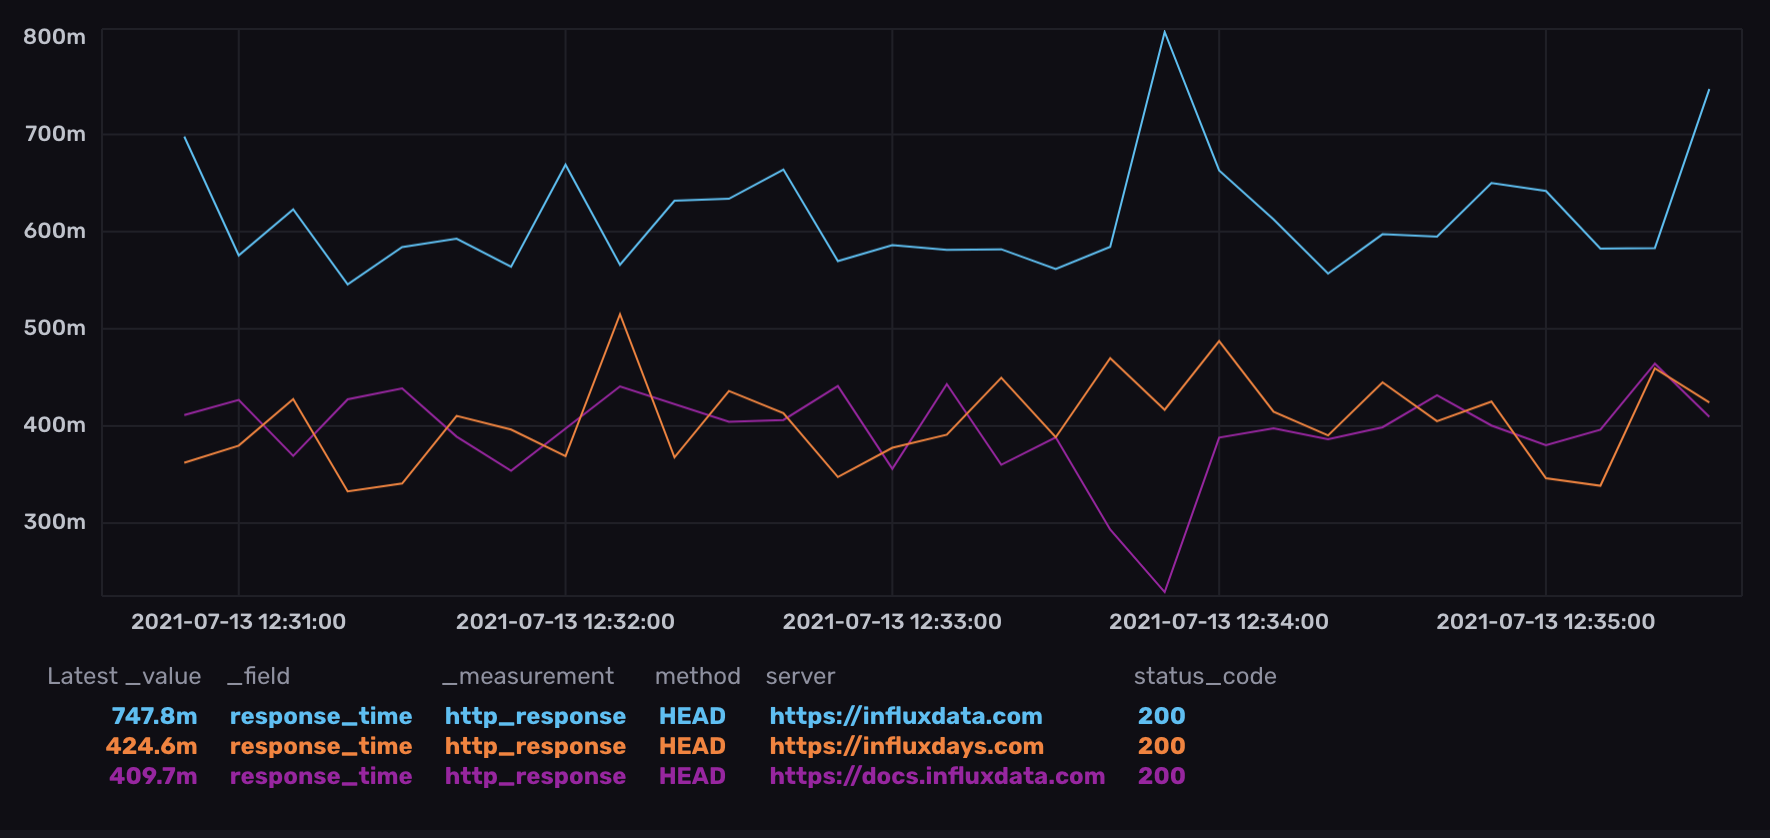 800m
700m
600m
500m
400m
300m
2021-07-13 12:31:00 2021-07-13 12:32:00 2021-07-13 12:33:00 2021-07-13 12:34:00 2021-07-13 12:35:00
Latest _value _field _measurement method server status_code
747.8m response_time http_response HEAD https://influxdata.com 200
424.6m response_time http_response HEAD https://influxdays.com 200
409.7m response_time http_response HEAD https://docs.influxdata.com 200